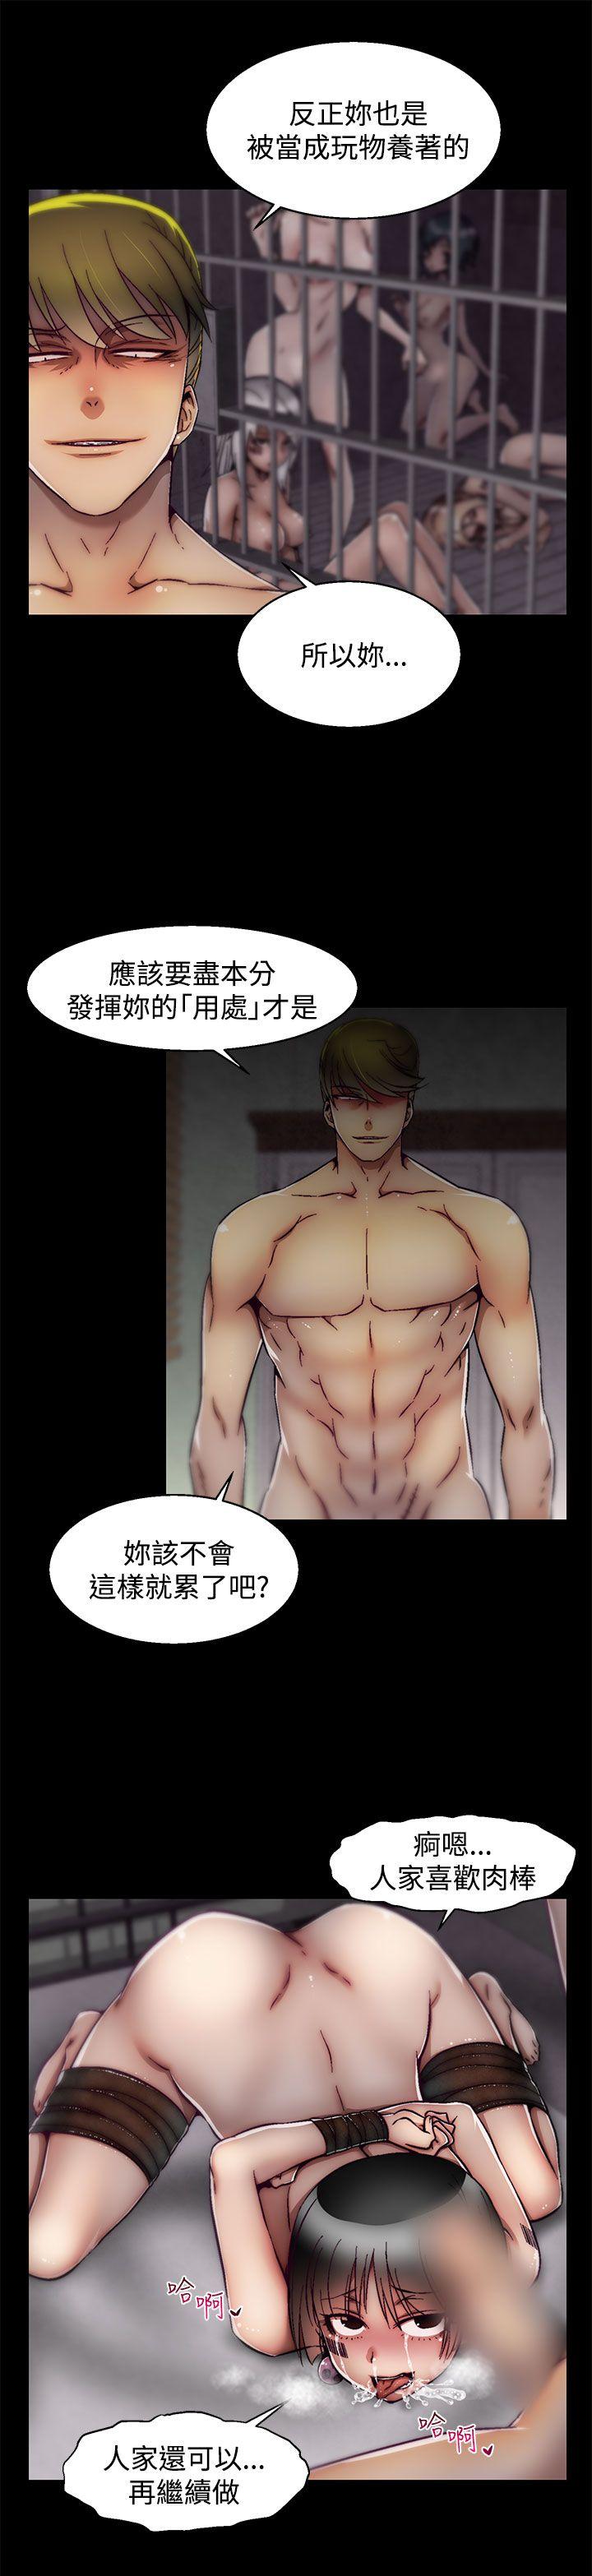 反正妳也是
被當成玩物養著的
所以妳...
應該要盡本分
發揮妳的「用處」才是
妳該不會
這樣就累了吧?
痾嗯...
人家喜歡肉棒
哈啊♥
哈啊♥
人家還可以...
再繼續做